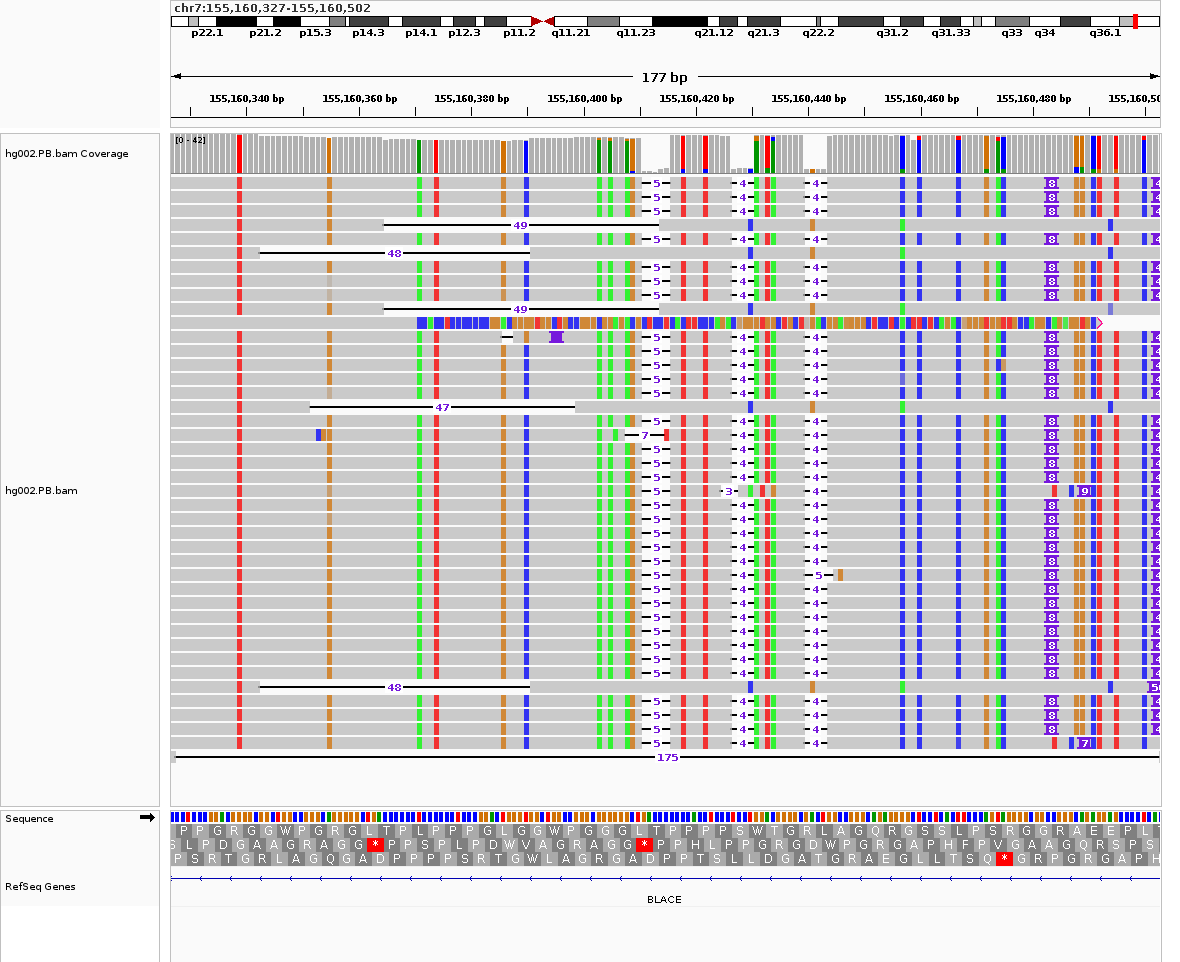 chr7:155,160,327-155,160,502
p22.1 p21.2 p15.3 p14.3 p14.1 p12.3 p11.2 q11.21 q11.23 q21.12 q21.3 q22.2 q31.2 q31.33 q33 q34 q36.1
177 bp
155,160,340 bp 155,160,360 bp 155,160,380 bp 155,160,400 bp 155,160,420 bp 155,160,440 bp 155,160,460 bp 155,160,480 bp 155,160,50
hg002.PB.bam Coverage
[0 - 42]
5 4 4 8 4
5 4 4 8 4
5 4 4 8 4
49
5 4 4 8 4
48
5 4 4 8 4
5 4 4 8 4
5 4 4 8 4
49
5 4 4 8 4
5 4 4 8 4
5 4 4 8 4
5 4 4 8 4
5 4 4 8 4
47
5 4 4 8 4
7 4 4 8 4
5 4 4 8 4
5 4 4 8 4
5 4 4 8 4
hg002.PB.bam
3 4 4 9 4
5 4 4 8 4
5 4 4 8 4
5 4 4 8 4
5 4 4 8 4
5 4 4 8 4
5 4 5 8 4
5 4 4 8 4
5 4 4 8 4
5 4 4 8 4
5 4 4 8 4
5 4 4 8 4
5 4 4 8 4
5 4 4 8 4
48
5 4 4 8 4
5 4 4 8 4
5 4 4 8 4
5 4 4 7 4
175
Sequence
P P G R G G W P G R G L T P L P P P G L G G W P G G G L T P P P P S W T G R L A G Q R G S S L P S R G G R A E E P L T
S L P D G A A G R A G G * P P S P L P D W V A G R A G G * P P H L P P G R G D W P G R G A P H F P V G A A G Q R S P S
P S R T G R L A G Q G A D P P P P S R T G W L A G R G A D P P T S L L D G A T G R A E G L L T S Q * G R P G R G A P H
RefSeq Genes
BLACE